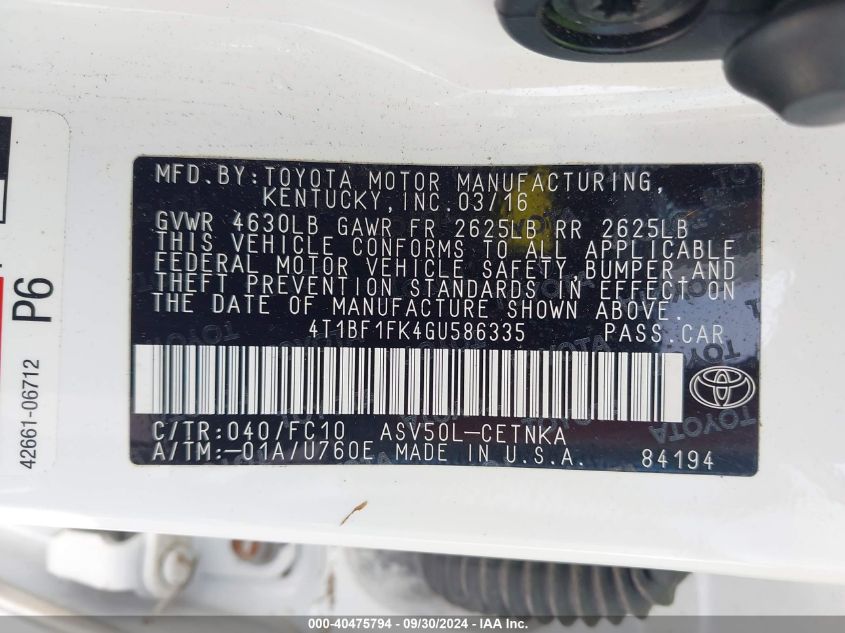 MFD. BY: TOYOTA MOTOR MANUFACTURING,
KENTUCKY, INC. 03/16
GVWR 4630LB GAWR FR 2625LB RR 2625LB
THIS VEHICLE CONFORMS TO ALL APPLICABLE
FEDERAL MOTOR VEHICLE SAFETY, BUMPER, AND
THEFT PREVENTION STANDARDS IN EFFECT ON
THE DATE OF MANUFACTURE SHOWN ABOVE.
4T1BF1FK4GU586335 PASS. CAR
C/TR: 040/FC10 ASV50L-CETNKA
A/TM: -01A/U760E MADE IN U.S.A. 84194
TOYOTA
P6
42661-06712
000-40475794 - 09/30/2024 - IAA Inc.